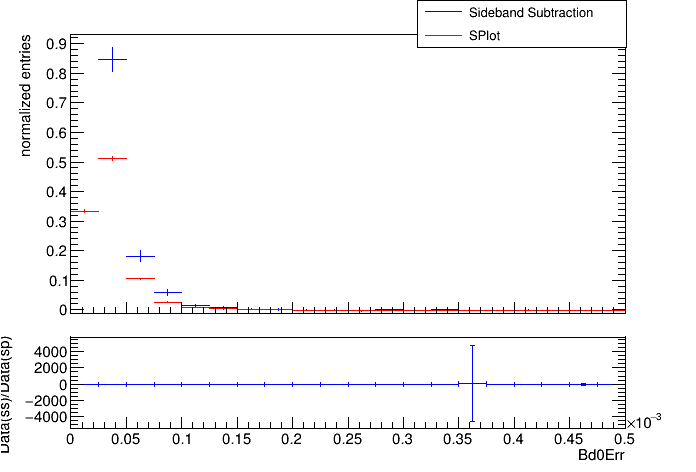 Sideband Subtraction
SPlot
normalized entries
0.9
0.8
0.7
0.6
0.5
0.4
0.3
0.2
0.1
0
Data(ss)/Data(sp)
4000
2000
0
−2000
−4000
0 0.05 0.1 0.15 0.2 0.25 0.3 0.35 0.4 0.45 0.5
×10⁻³
Bd0Err